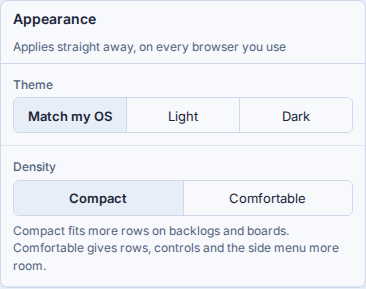 Appearance
Applies straight away, on every browser you use
Theme
Match my OS Light Dark
Density
Compact Comfortable
Compact fits more rows on backlogs and boards.
Comfortable gives rows, controls and the side menu more
room.